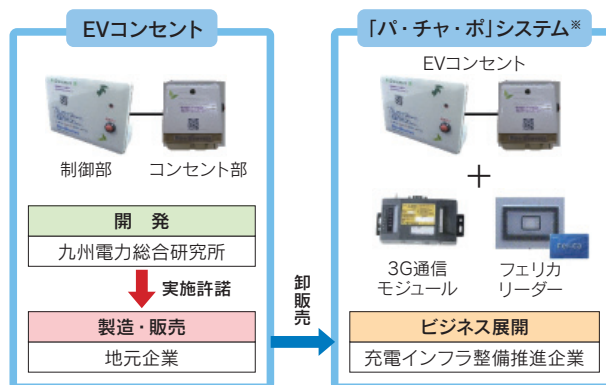 EVコンセント
制御部
コンセント部
開 発
九州電力総合研究所
実施許諾
製造・販売
地元企業
卸販売
「パ・チャ・ポ」システム※
EVコンセント
+
3G通信
モジュール
フェリカ
リーダー
ビジネス展開
充電インフラ整備推進企業